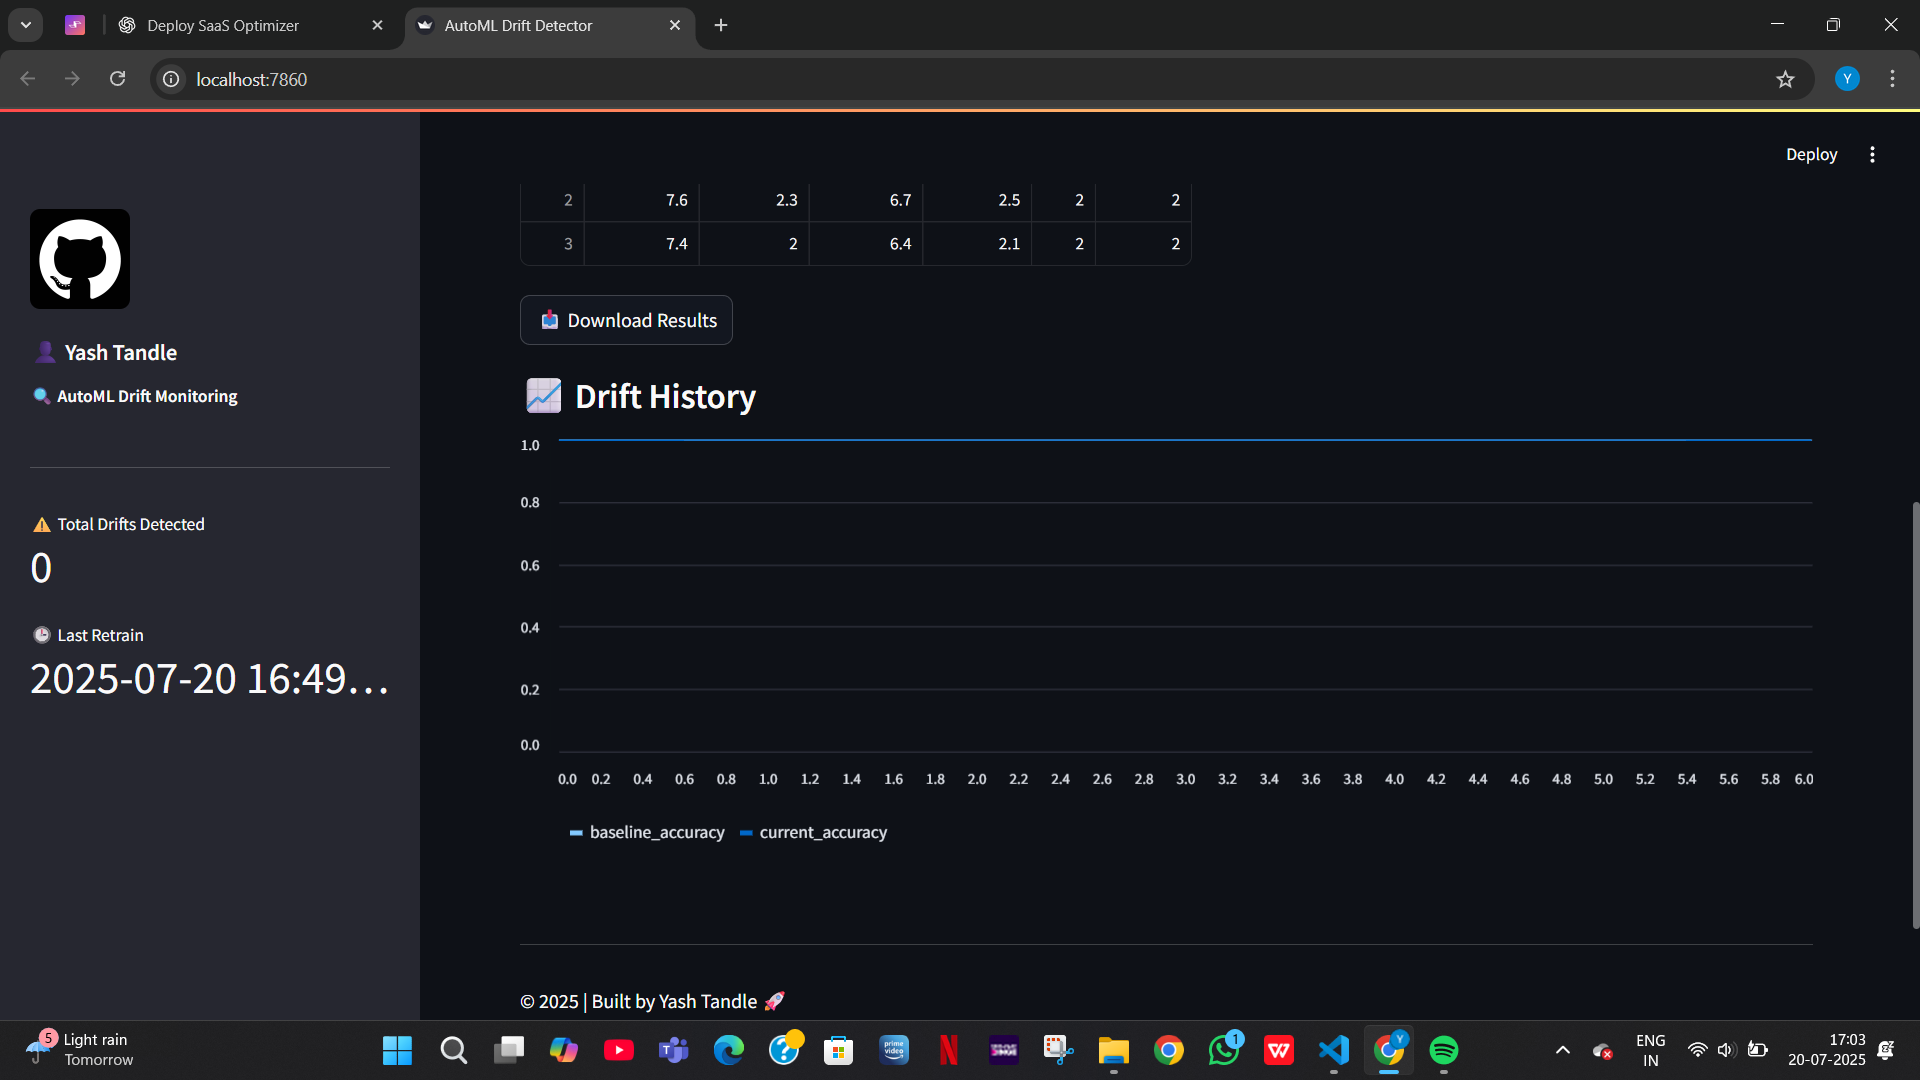 Deploy SaaS Optimizer
AutoML Drift Detector
localhost:7860
Y
Deploy
Yash Tandle
AutoML Drift Monitoring
Total Drifts Detected
0
Last Retrain
2025-07-20 16:49…
2 7.6 2.3 6.7 2.5 2 2
3 7.4 2 6.4 2.1 2 2
Download Results
Drift History
1.0
0.8
0.6
0.4
0.2
0.0
0.0 0.2 0.4 0.6 0.8 1.0 1.2 1.4 1.6 1.8 2.0 2.2 2.4 2.6 2.8 3.0 3.2 3.4 3.6 3.8 4.0 4.2 4.4 4.6 4.8 5.0 5.2 5.4 5.6 5.8 6.0
baseline_accuracy current_accuracy
© 2025 | Built by Yash Tandle
5
Light rain
Tomorrow
prime video
1
Y
ENG
IN
17:03
20-07-2025